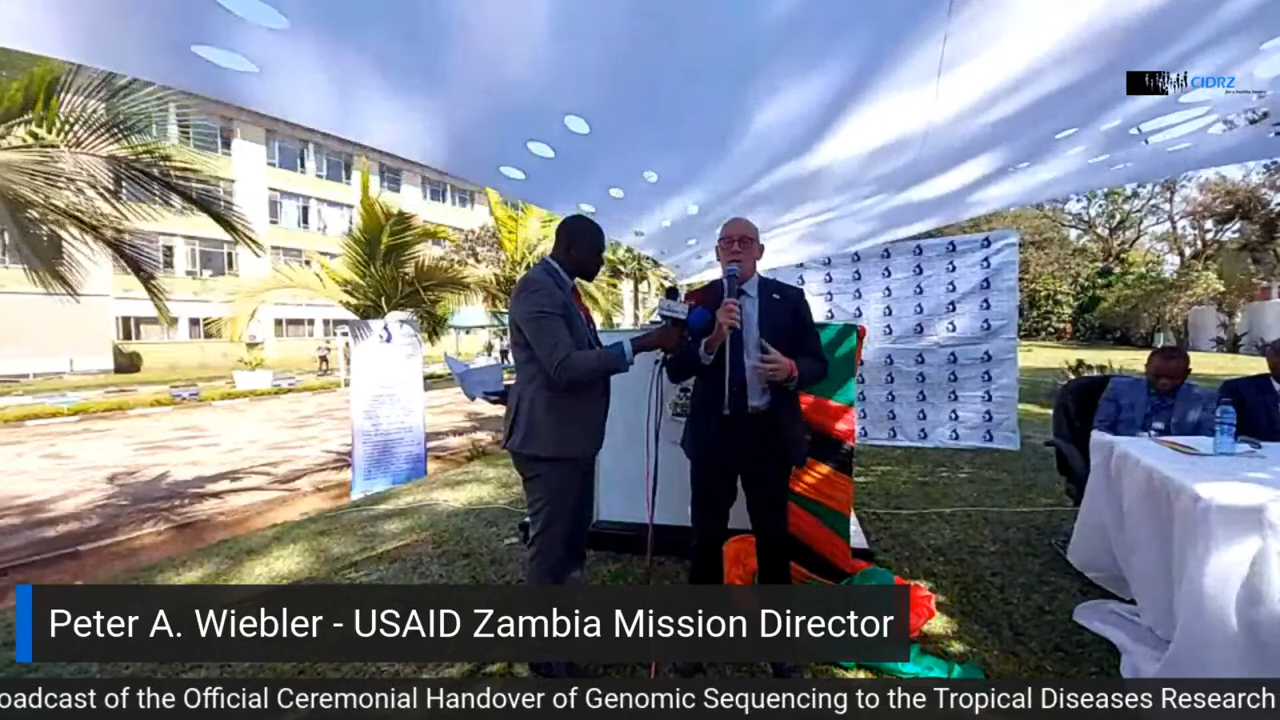 CIDRZ
Peter A. Wiebler - USAID Zambia Mission Director
oadcast of the Official Ceremonial Handover of Genomic Sequencing to the Tropical Diseases Research